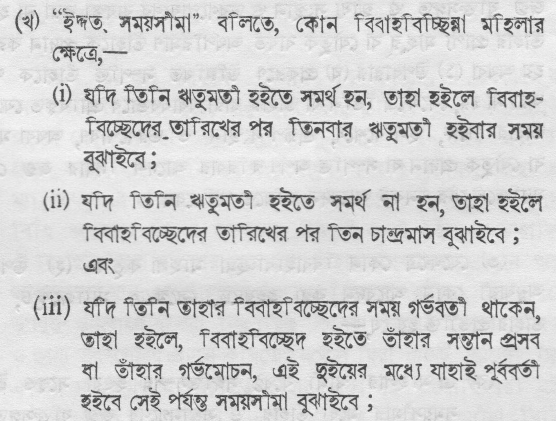 (খ) “ইদ্দত সময়সীমা” বলিতে, কোন বিবাহবিচ্ছিন্না মহিলার
ক্ষেত্রে,—
(i) যদি তিনি ঋতুমতী হইতে সমর্থ হন, তাহা হইলে বিবাহ-
বিচ্ছেদের তারিখের পর তিনবার ঋতুমতী হইবার সময়
বুঝাইবে ;
(ii) যদি তিনি ঋতুমতী হইতে সমর্থ না হন, তাহা হইলে
বিবাহবিচ্ছেদের তারিখের পর তিন চান্দ্রমাস বুঝাইবে ;
এবং
(iii) যদি তিনি তাহার বিবাহবিচ্ছেদের সময় গর্ভবতী থাকেন,
তাহা হইলে, বিবাহবিচ্ছেদ হইতে তাঁহার সন্তান প্রসব
বা তাঁহার গর্ভমোচন, এই দুইয়ের মধ্যে যাহাই পূর্ববর্তী
হইবে সেই পর্যন্ত সময়সীমা বুঝাইবে ;